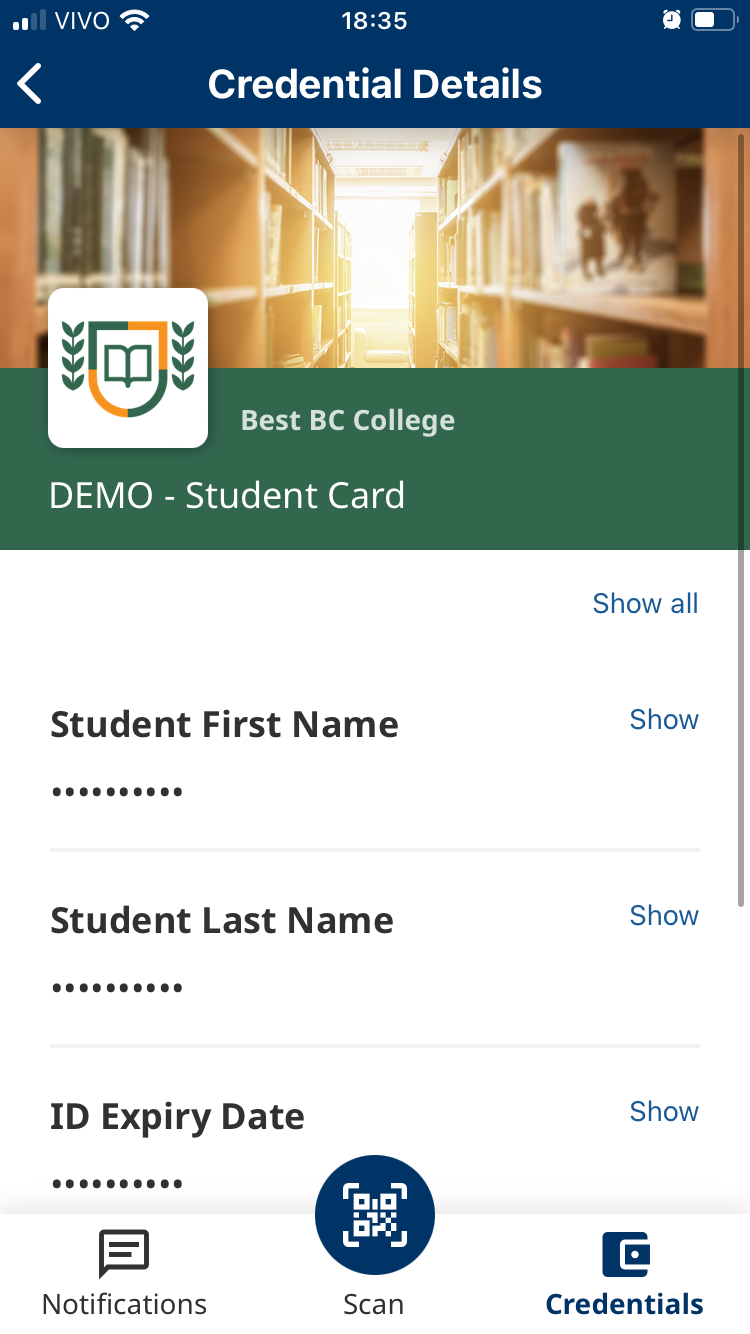 VIVO 18:35
Credential Details
Best BC College
DEMO - Student Card
Show all
Student First Name Show
••••••••••
Student Last Name Show
••••••••••
ID Expiry Date Show
••••••••••
Notifications Scan Credentials